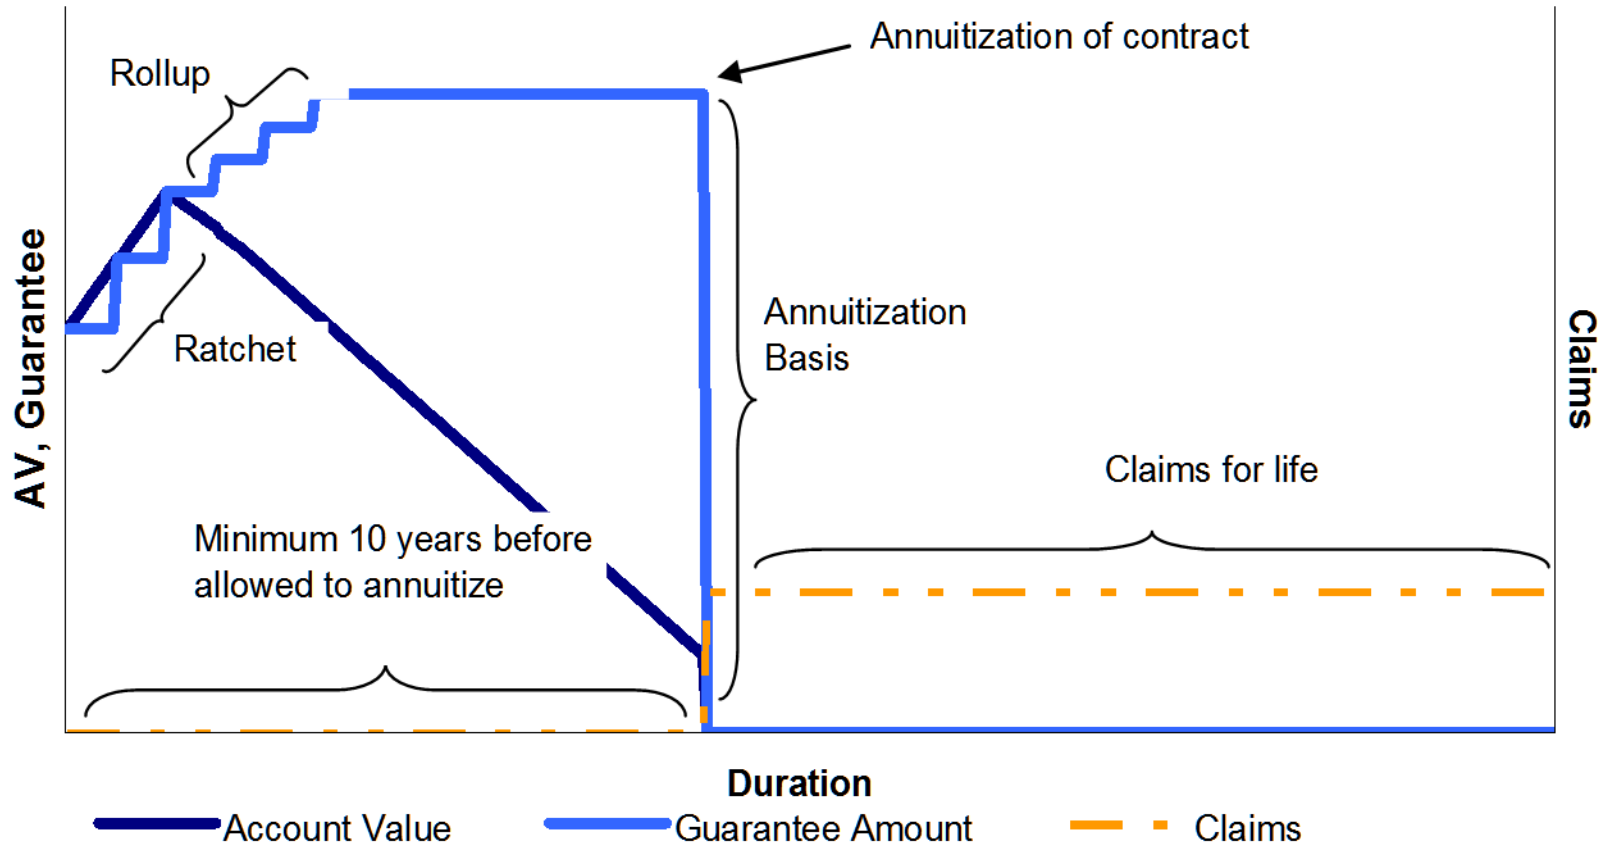 Annuitization of contract
Rollup
AV, Guarantee
Ratchet
Annuitization
Basis
Claims
Claims for life
Minimum 10 years before
allowed to annuitize
Duration
Account Value
Guarantee Amount
Claims